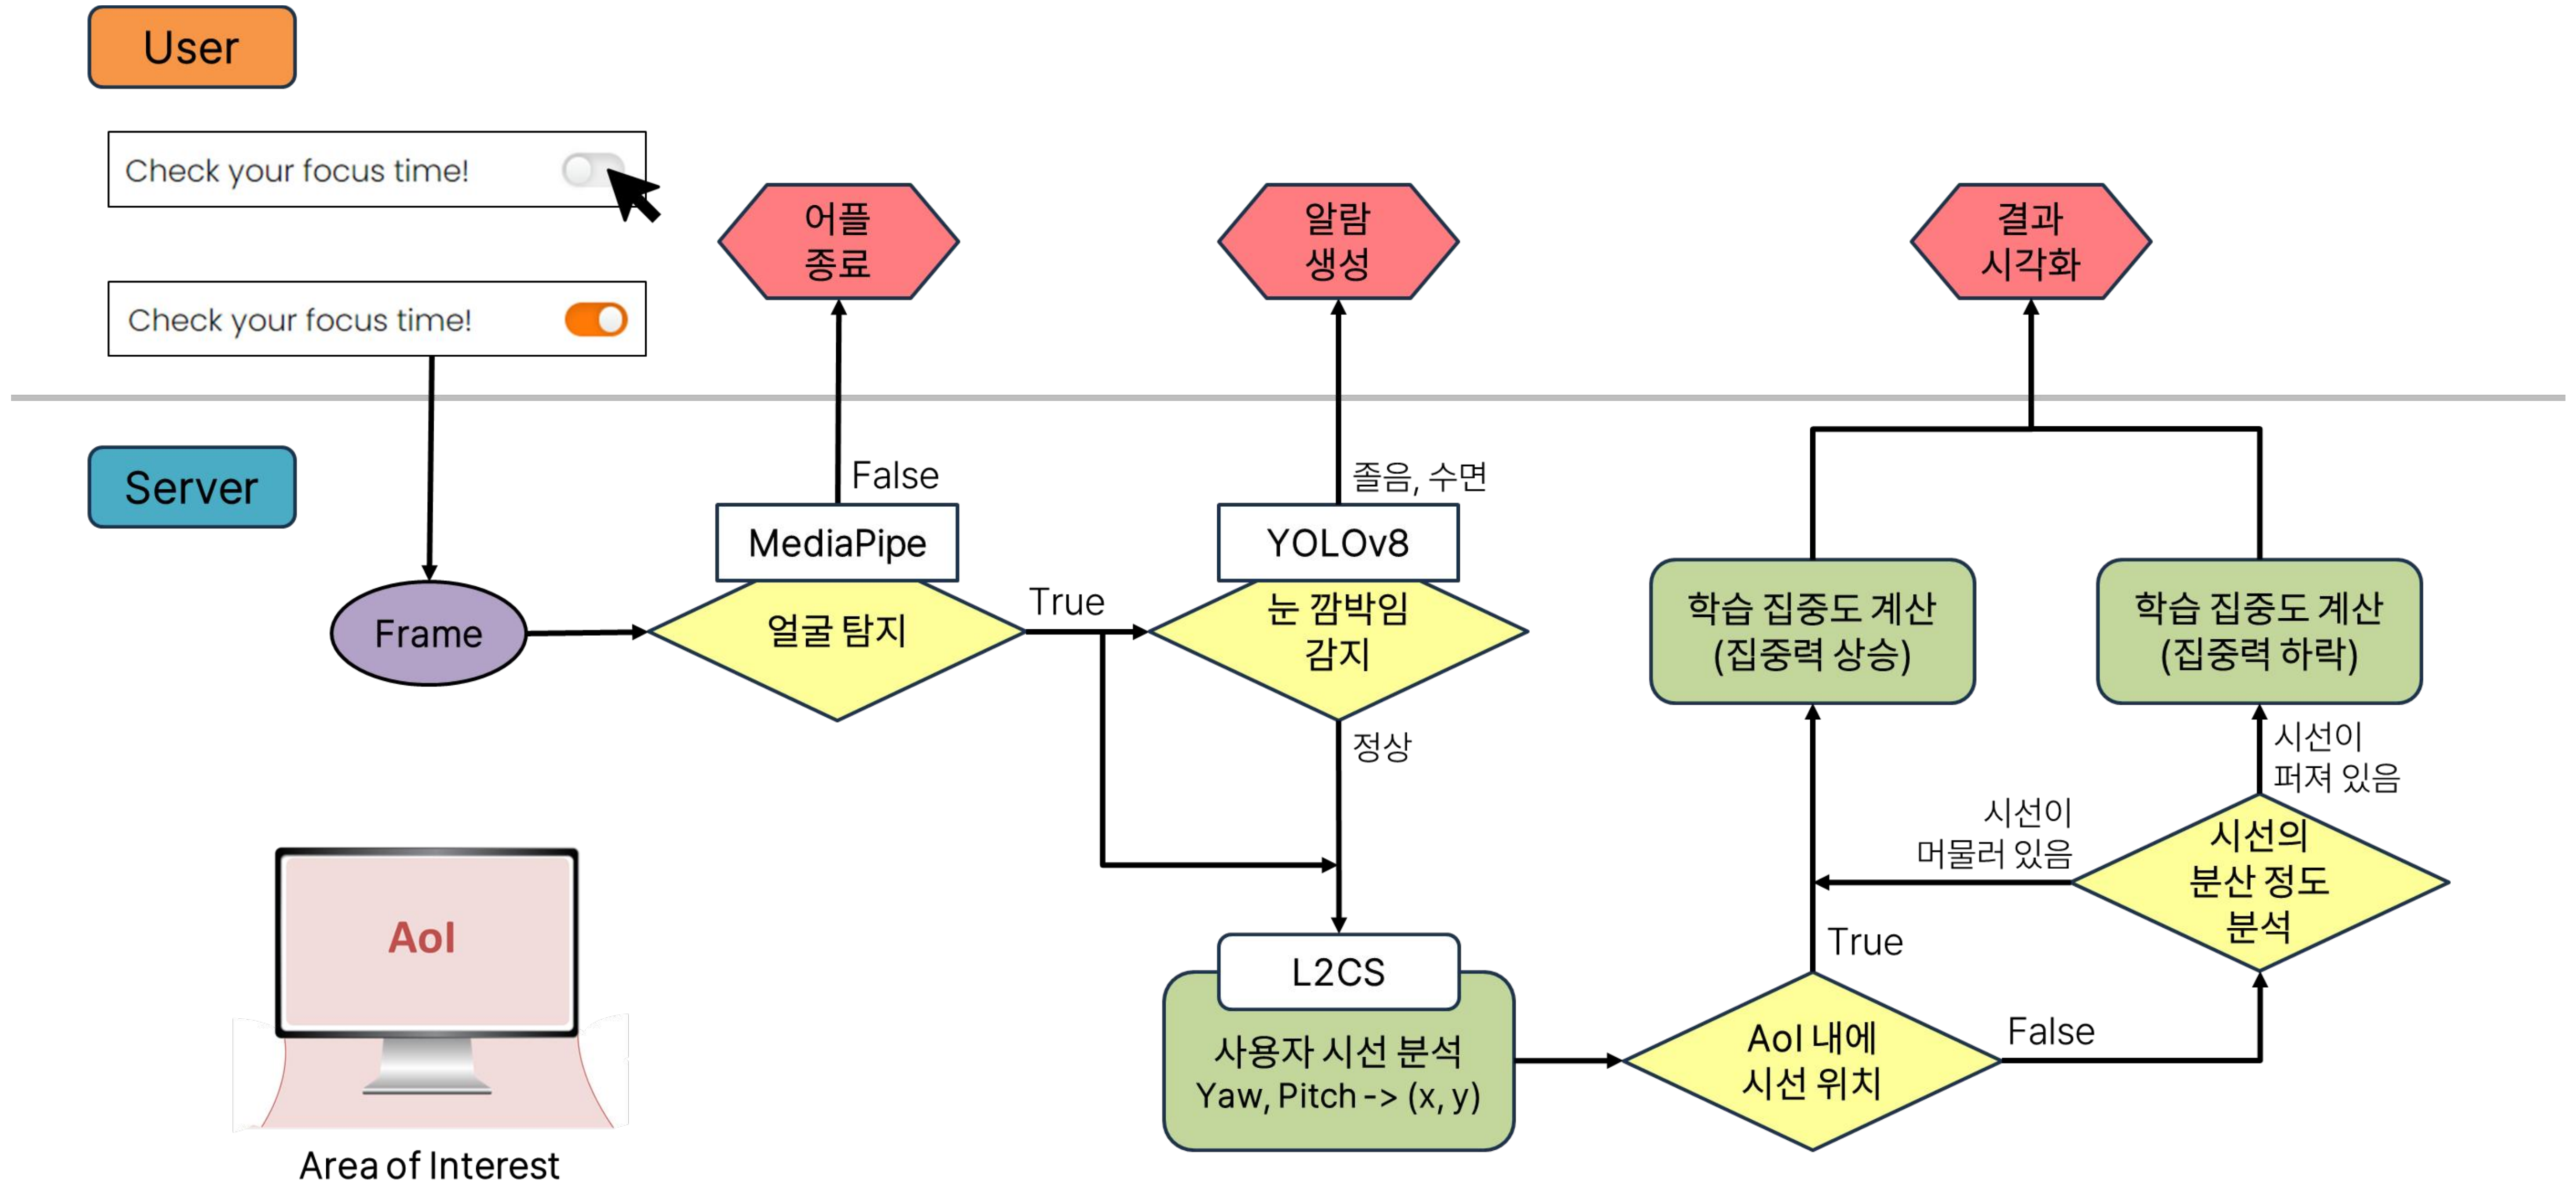 User
Check your focus time!
Check your focus time!
어플
종료
알람
생성
결과
시각화
Server
False
졸음, 수면
MediaPipe
YOLOv8
Frame
얼굴 탐지
True
눈 깜박임
감지
학습 집중도 계산
(집중력 상승)
학습 집중도 계산
(집중력 하락)
정상
시선이
퍼져 있음
시선이
머물러 있음
시선의
분산 정도
분석
AoI
True
L2CS
사용자 시선 분석
Yaw, Pitch -> (x, y)
AoI 내에
시선 위치
False
Area of Interest